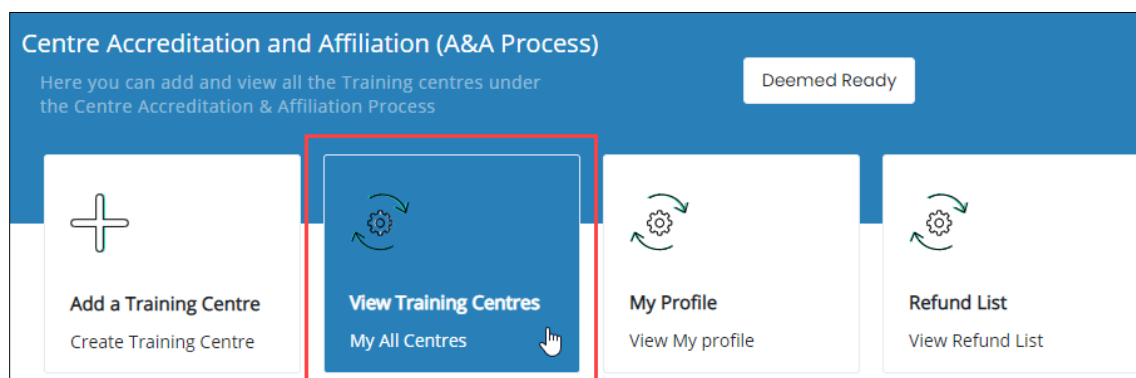 Centre Accreditation and Affiliation (A&A Process)
Here you can add and view all the Training centres under
the Centre Accreditation & Affiliation Process
Deemed Ready
Add a Training Centre
Create Training Centre
View Training Centres
My All Centres
My Profile
View My profile
Refund List
View Refund List